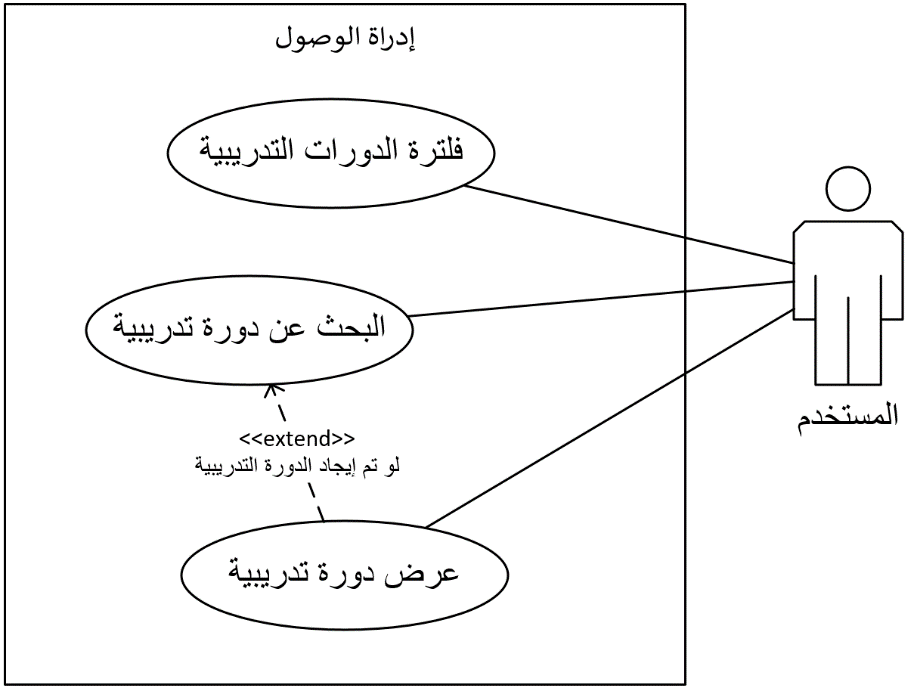 إدراة الوصول
فلترة الدورات التدريبية
البحث عن دورة تدريبية
<<extend>>
لو تم إيجاد الدورة التدريبية
عرض دورة تدريبية
المستخدم